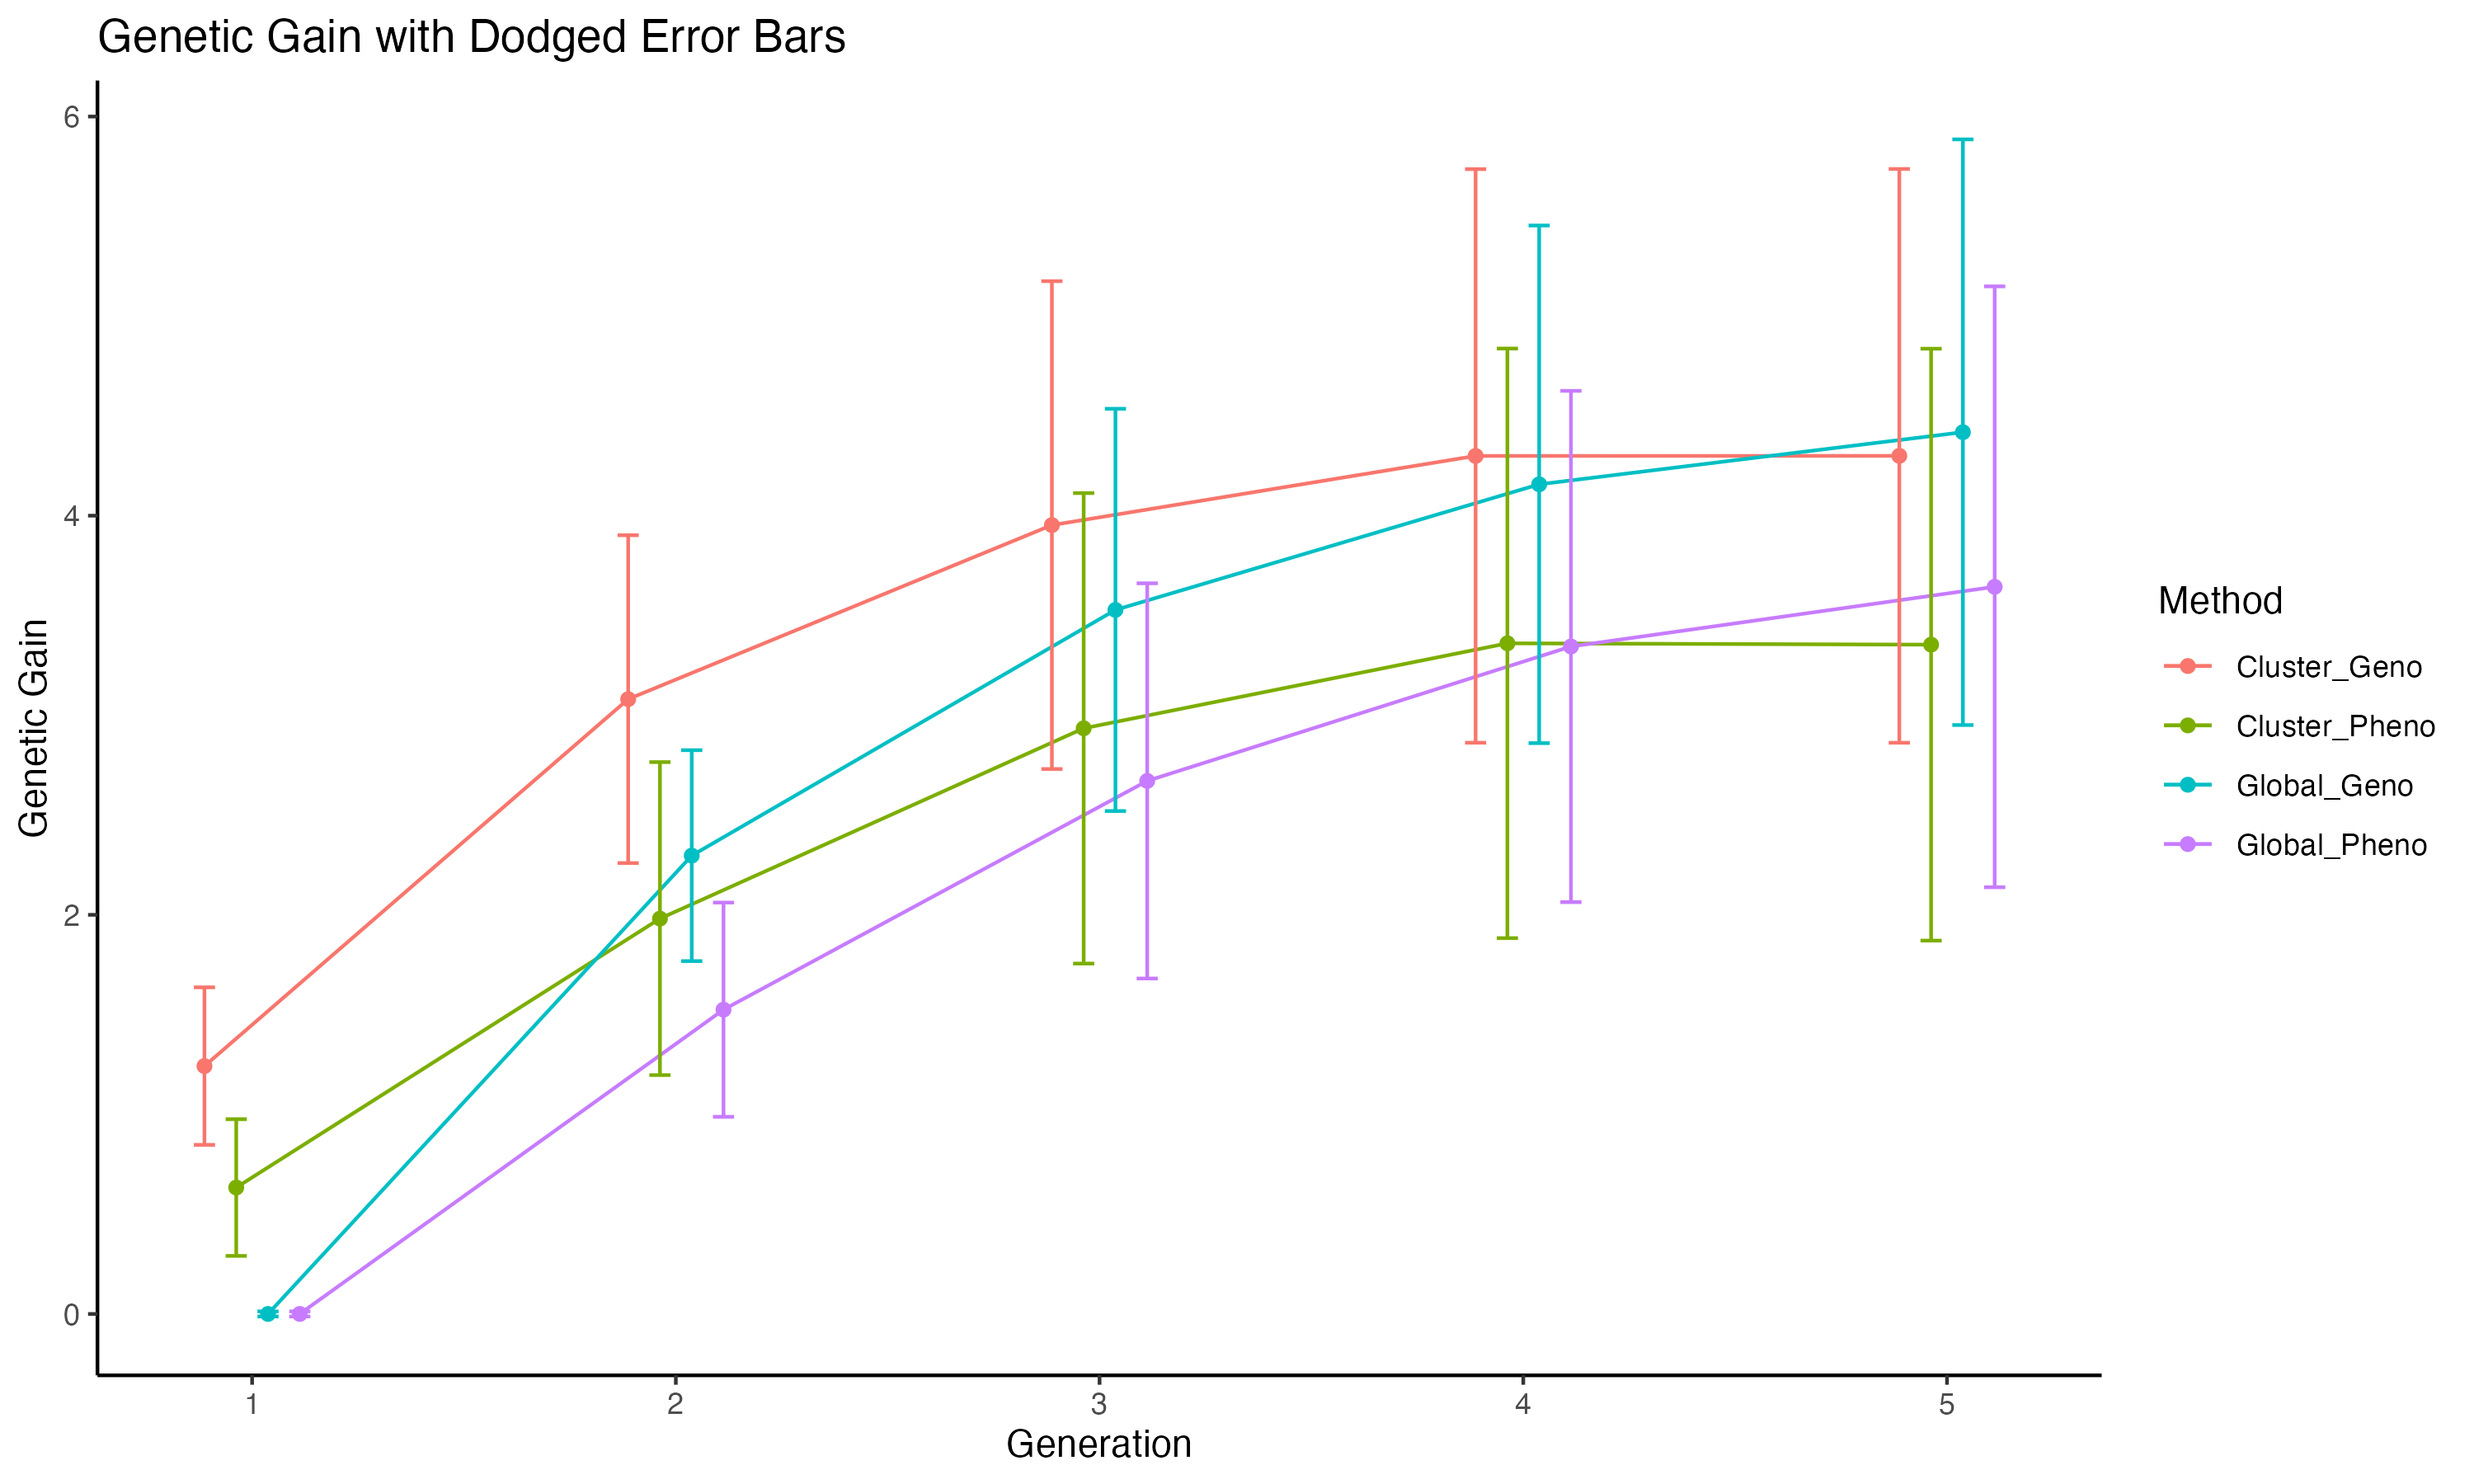 Genetic Gain with Dodged Error Bars
6
4
2
0
Genetic Gain
1
2
3
4
5
Generation
Method
Cluster_Geno
Cluster_Pheno
Global_Geno
Global_Pheno